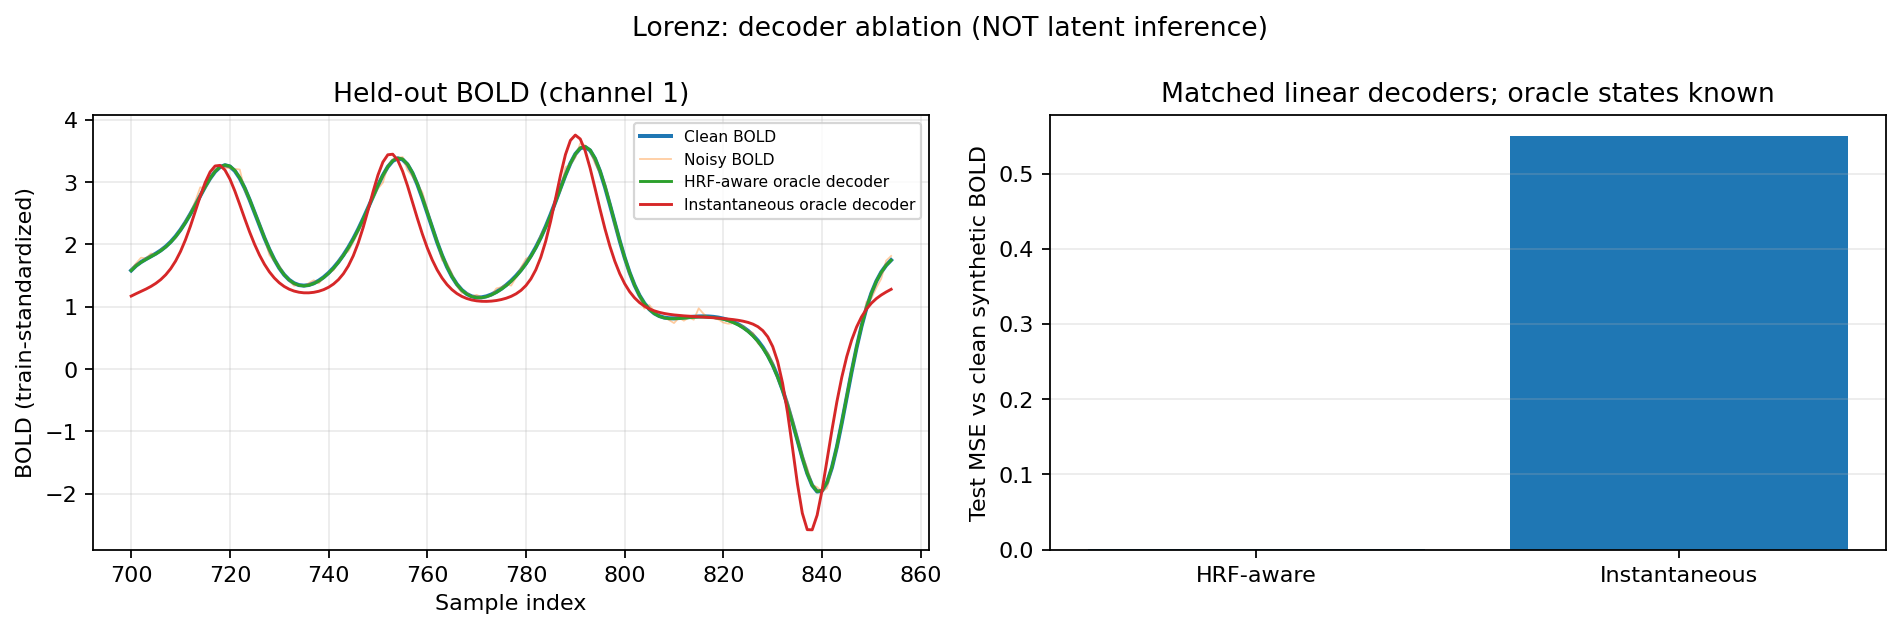 Lorenz: decoder ablation (NOT latent inference)
Held-out BOLD (channel 1)
BOLD (train-standardized)
4
3
2
1
0
−1
−2
Clean BOLD
Noisy BOLD
HRF-aware oracle decoder
Instantaneous oracle decoder
700 720 740 760 780 800 820 840 860
Sample index
Matched linear decoders; oracle states known
Test MSE vs clean synthetic BOLD
0.5
0.4
0.3
0.2
0.1
0.0
HRF-aware Instantaneous